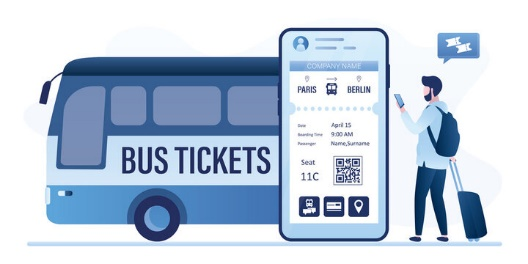 BUS TICKETS
COMPANY NAME
PARIS BERLIN
Date April 15
Boarding Time 9:00 AM
Passenger Name,Surname
Seat
11C